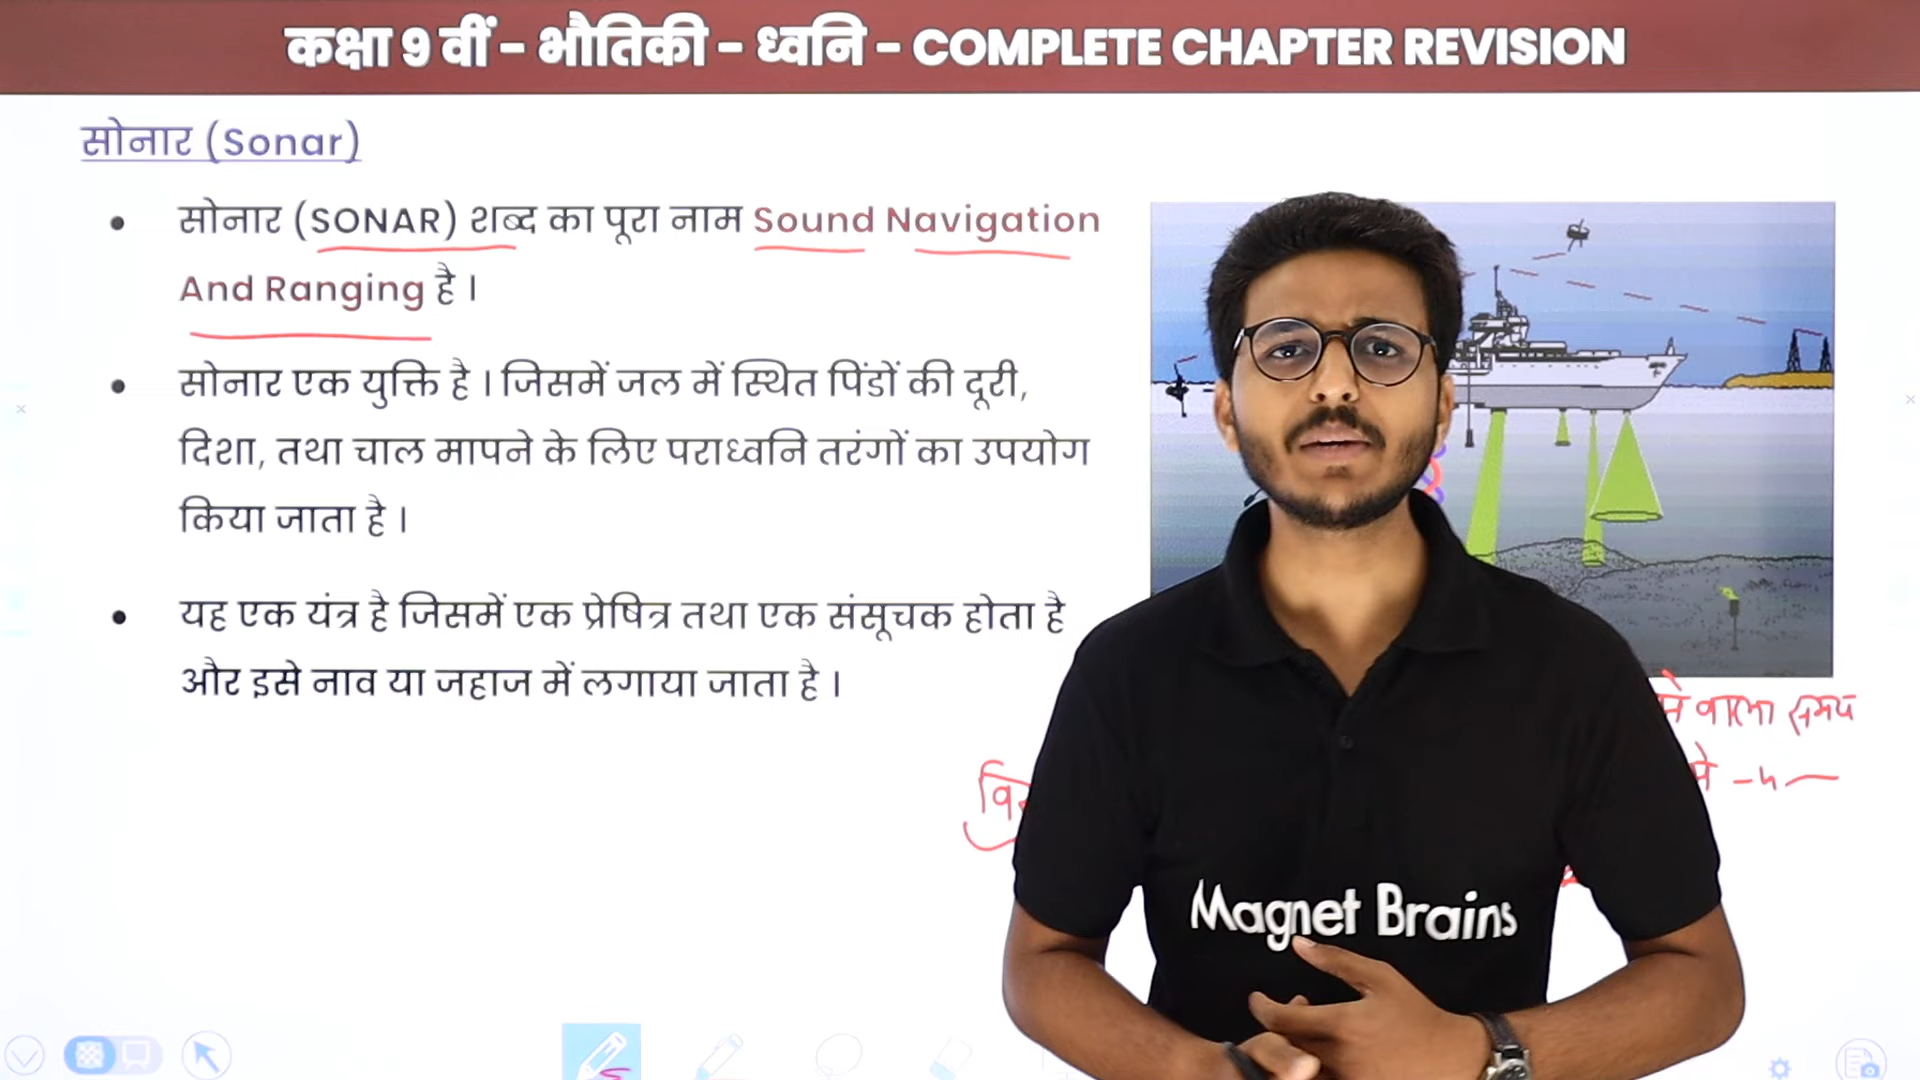 कक्षा 9 वीं – भौतिकी – ध्वनि – COMPLETE CHAPTER REVISION
सोनार (Sonar)
• सोनार (SONAR) शब्द का पूरा नाम Sound Navigation
And Ranging है ।
• सोनार एक युक्ति है । जिसमें जल में स्थित पिंडों की दूरी,
दिशा, तथा चाल मापने के लिए पराध्वनि तरंगों का उपयोग
किया जाता है ।
• यह एक यंत्र है जिसमें एक प्रेषित्र तथा एक संसूचक होता है
और इसे नाव या जहाज में लगाया जाता है ।
वाला समय
Magnet Brains